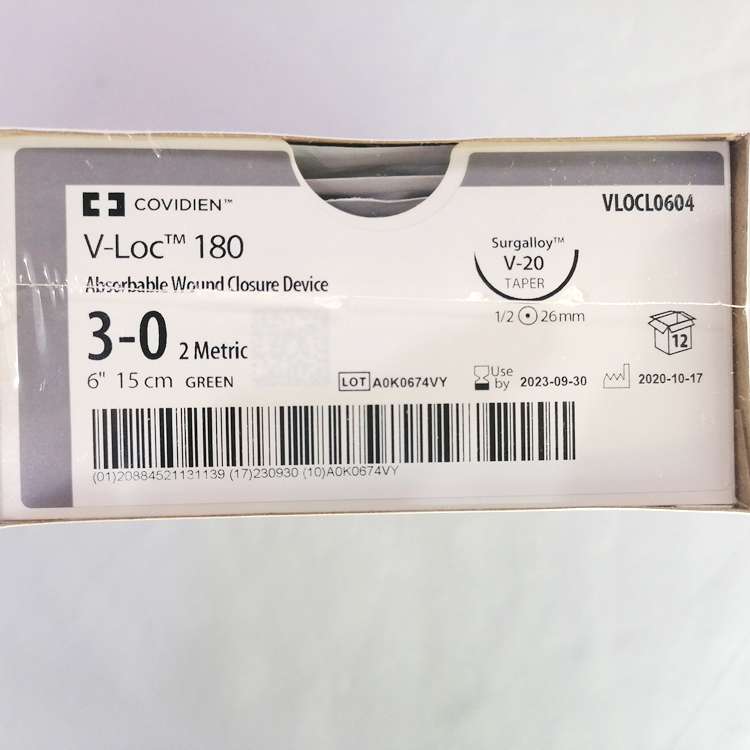 COVIDIEN™
VLOCL0604
V-Loc™ 180
Absorbable Wound Closure Device
Surgalloy™
V-20
TAPER
1/2 26mm
3-0 2 Metric
12
6" 15 cm GREEN
LOT A0K0674VY
Use by 2023-09-30
2020-10-17
(01)20884521131139 (17)230930 (10)A0K0674VY